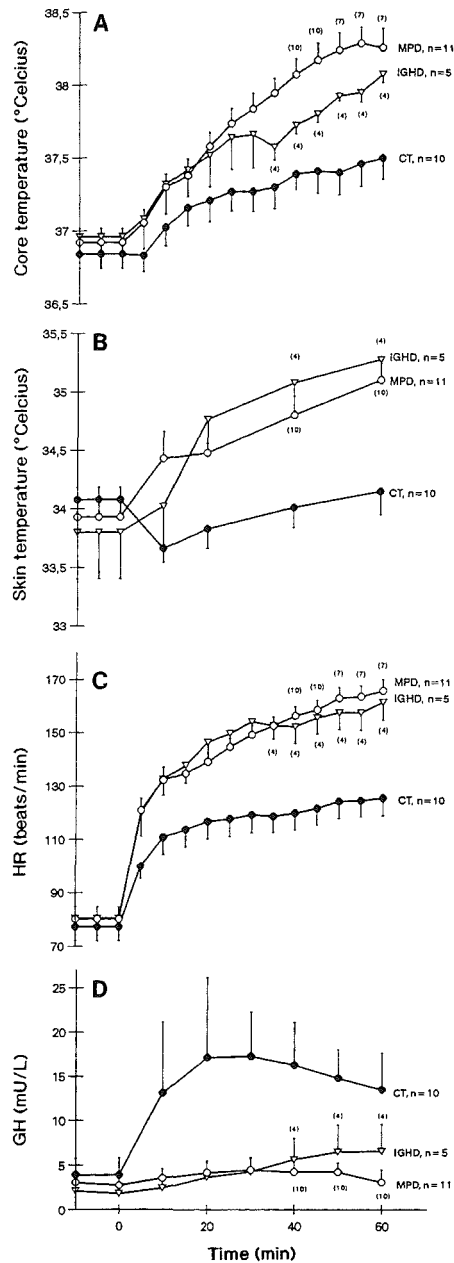 A
38,5
38
37,5
37
36,5
Core temperature (°Celcius)
(10)
(10)
(7)
(7)
(7)
MPD, n=11
IGHD, n=5
(4)
(4)
(4)
(4)
(4)
(4)
CT, n=10
B
35,5
35
34,5
34
33,5
33
Skin temperature (°Celcius)
(4)
(4)
IGHD, n=5
MPD, n=11
(10)
(10)
CT, n=10
C
170
150
130
110
90
70
HR (beats/min)
(10)
(10)
(7)
(7)
(7)
MPD, n=11
IGHD, n=5
(4)
(4)
(4)
(4)
(4)
(4)
CT, n=10
D
25
20
15
10
5
0
GH (mU/L)
CT, n=10
(4)
(4)
(4)
IGHD, n=5
MPD, n=11
(10)
(10)
(10)
0
20
40
60
Time (min)